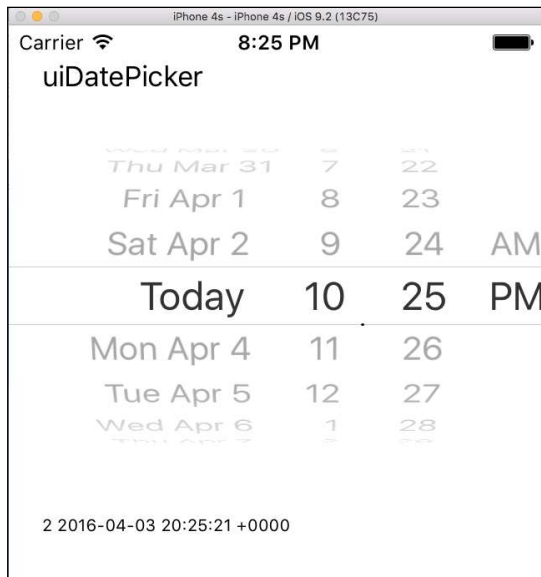 iPhone 4s - iPhone 4s / iOS 9.2 (13C75)
Carrier 8:25 PM
uiDatePicker
Thu Mar 31 7 22
Fri Apr 1 8 23
Sat Apr 2 9 24 AM
Today 10 25 PM
Mon Apr 4 11 26
Tue Apr 5 12 27
Wed Apr 6 1 28
2 2016-04-03 20:25:21 +0000